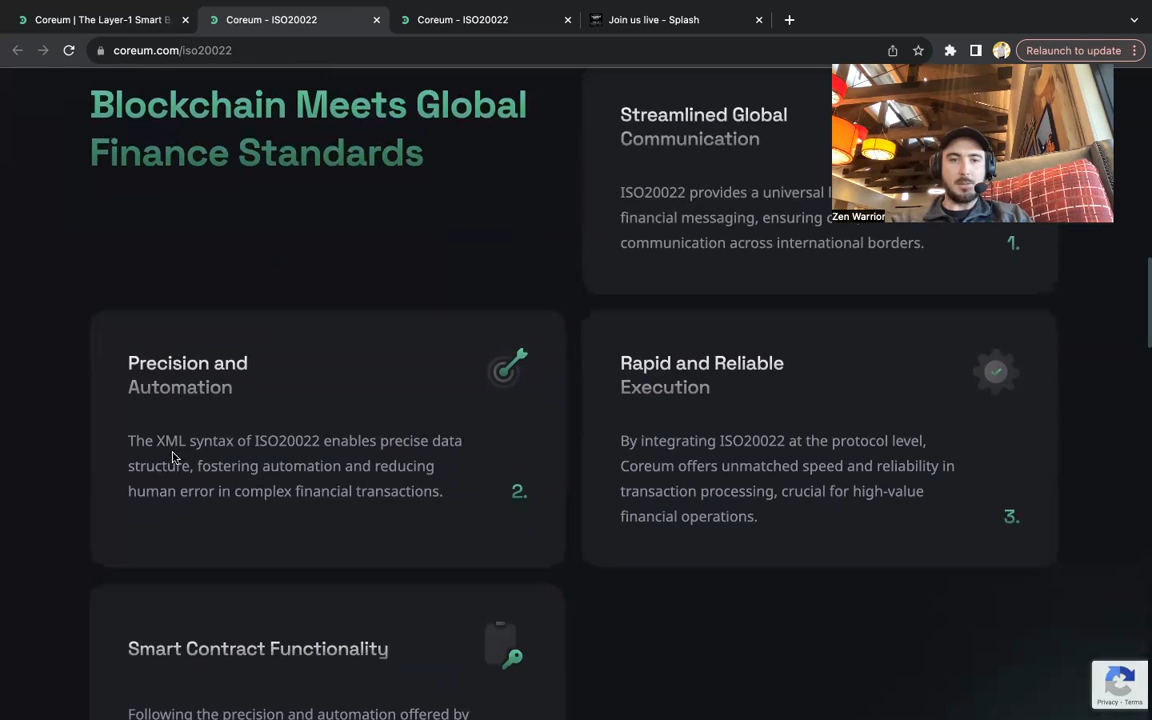 Coreum | The Layer-1 Smart B
Coreum - ISO20022
Coreum - ISO20022
Join us live - Splash
coreum.com/iso20022
Relaunch to update
Blockchain Meets Global
Finance Standards
Streamlined Global
Communication
ISO20022 provides a universal
financial messaging, ensuring
communication across international borders.
1.
Zen Warrior
Precision and
Automation
The XML syntax of ISO20022 enables precise data
structure, fostering automation and reducing
human error in complex financial transactions.
2.
Rapid and Reliable
Execution
By integrating ISO20022 at the protocol level,
Coreum offers unmatched speed and reliability in
transaction processing, crucial for high-value
financial operations.
3.
Smart Contract Functionality
Following the precision and automation offered by
Privacy - Terms